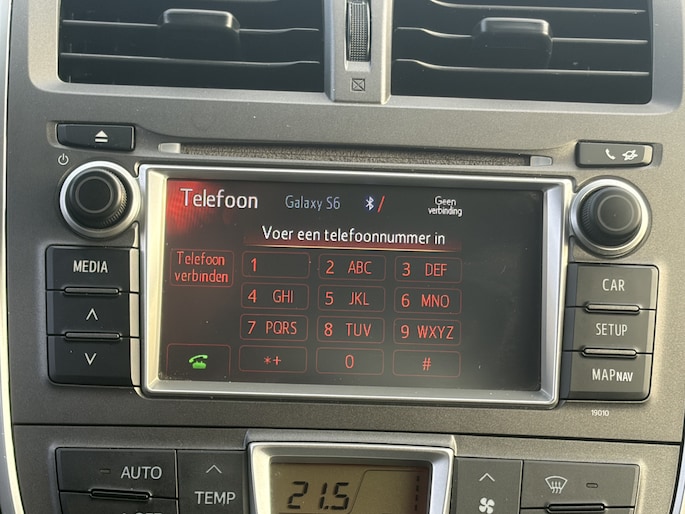 Telefoon Galaxy S6 Geen
verbinding
Voer een telefoonnummer in
Telefoon
verbinden
1 2 ABC 3 DEF
4 GHI 5 JKL 6 MNO
7 PQRS 8 TUV 9 WXYZ
*+ 0 #
MEDIA
CAR
SETUP
MAP NAV
19010
AUTO
TEMP
21.5